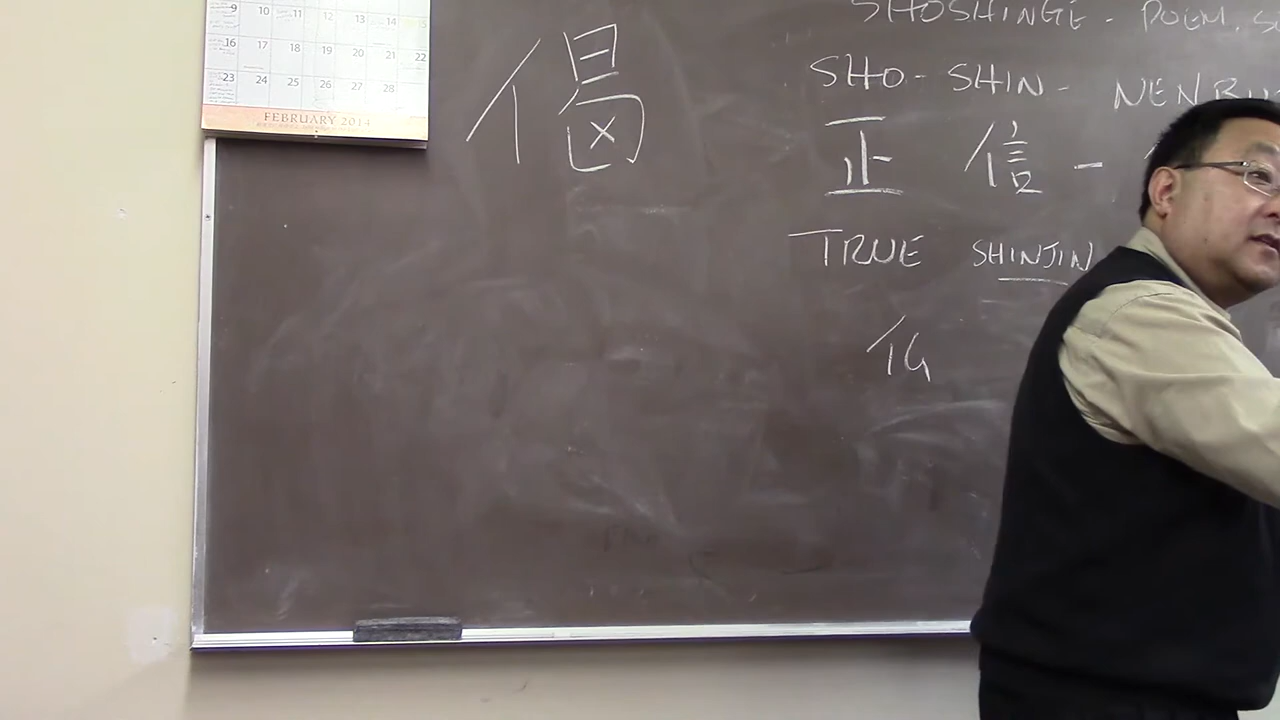 9 10 11 12 13 14 15
16 17 18 19 20 21 22
23 24 25 26 27 28
FEBRUARY 2014
偈
SHOSHINGE - POEM, S
SHO - SHIN - NENBU
正 信 -
TRUE SHINJIN
仏